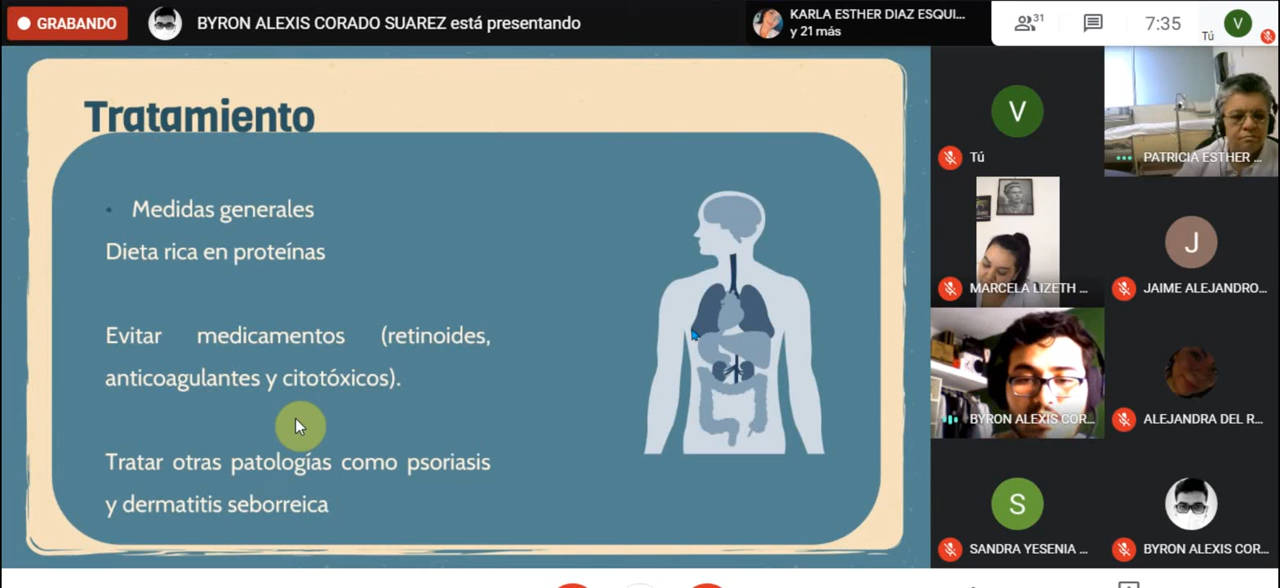 GRABANDO
BYRON ALEXIS CORADO SUAREZ está presentando
KARLA ESTHER DIAZ ESQUI...
y 21 más
31
7:35
Tú
V
Tratamiento
• Medidas generales
Dieta rica en proteínas
Evitar medicamentos (retinoides,
anticoagulantes y citotóxicos).
Tratar otras patologías como psoriasis
y dermatitis seborreica
V
Tú
PATRICIA ESTHER ...
MARCELA LIZETH ...
J
JAIME ALEJANDRO...
BYRON ALEXIS COR...
ALEJANDRA DEL R...
S
SANDRA YESENIA ...
BYRON ALEXIS COR...